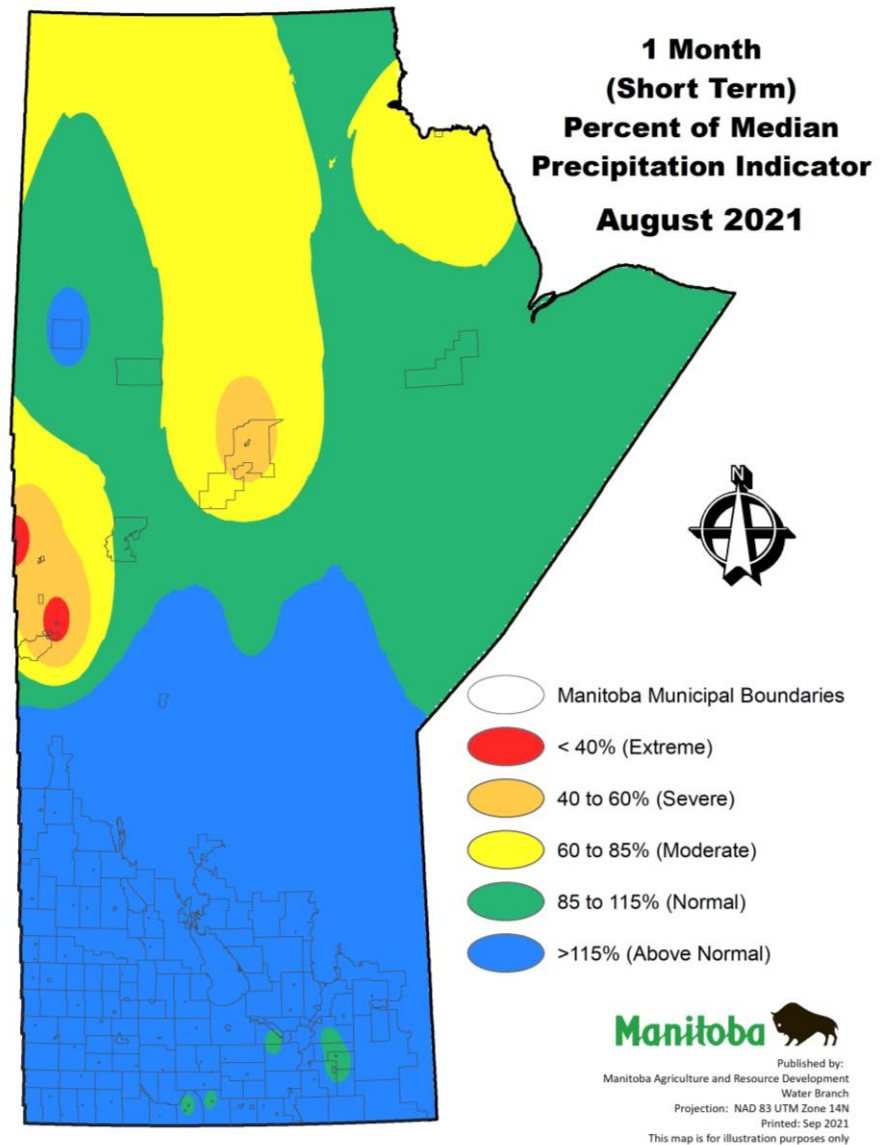 1 Month
(Short Term)
Percent of Median
Precipitation Indicator
August 2021
N
Manitoba Municipal Boundaries
< 40% (Extreme)
40 to 60% (Severe)
60 to 85% (Moderate)
85 to 115% (Normal)
>115% (Above Normal)
Manitoba
Published by:
Manitoba Agriculture and Resource Development
Water Branch
Projection: NAD 83 UTM Zone 14N
Printed: Sep 2021
This map is for illustration purposes only